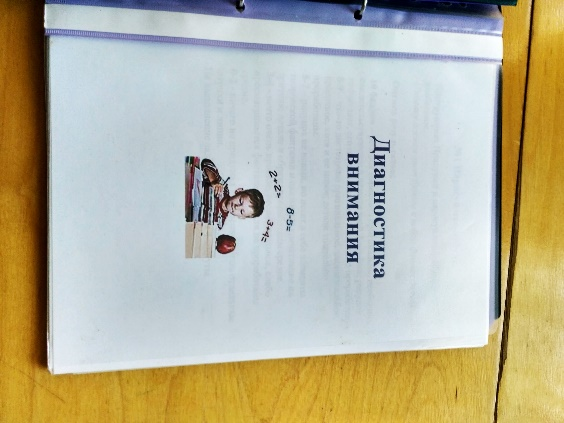 Диагностика
внимания
2+2=
8-5=
3+4=